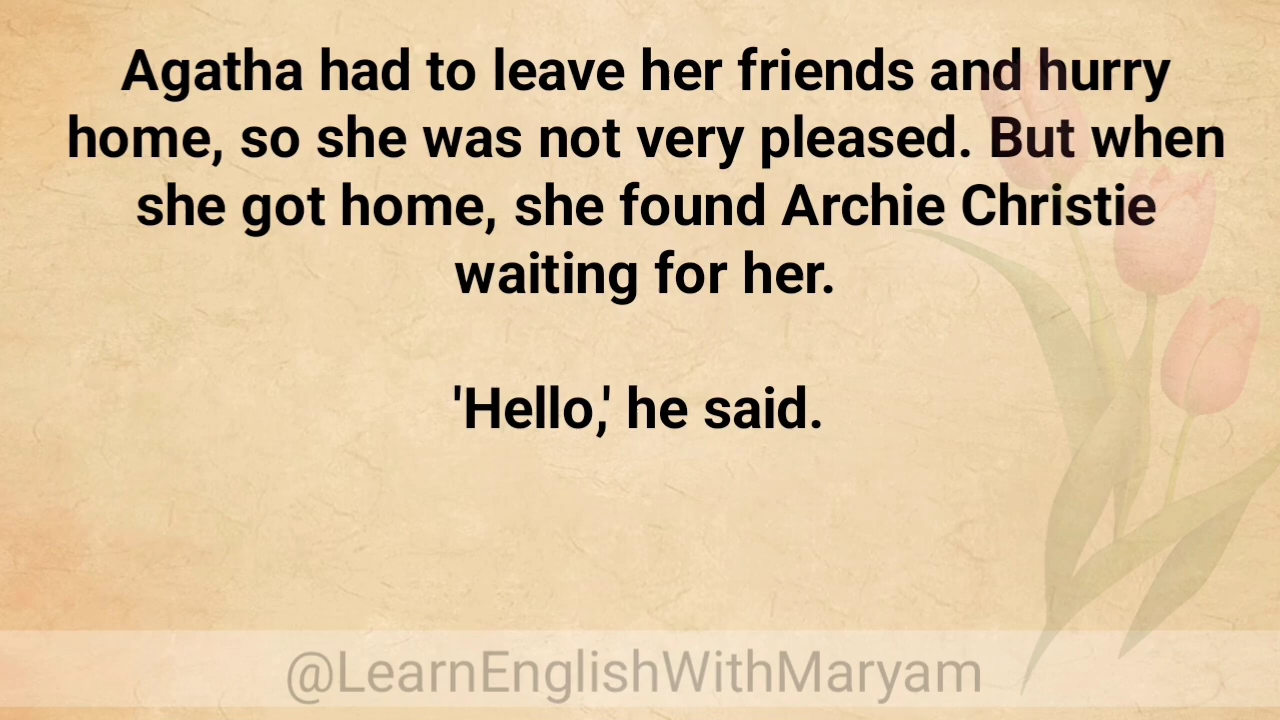 Agatha had to leave her friends and hurry
home, so she was not very pleased. But when
she got home, she found Archie Christie
waiting for her.
'Hello,' he said.
@LearnEnglishWithMaryam